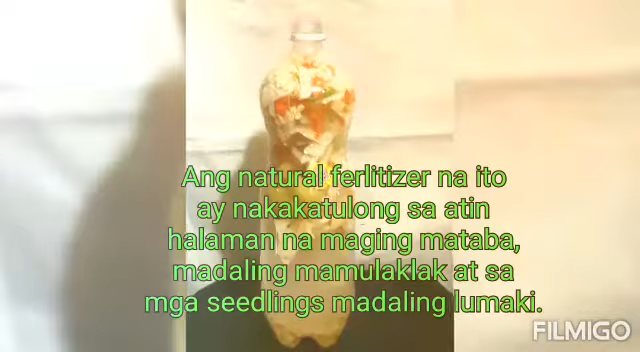 Ang natural ferlitizer na ito
ay nakakatulong sa atin
halaman na maging mataba,
madaling mamulaklak at sa
mga seedlings madaling lumaki.
FILMIGO